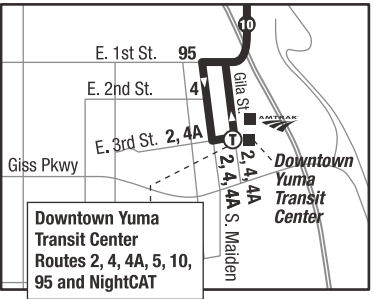 10
E. 1st St. 95
E. 2nd St. 4
Gila St.
AMTRAK
E. 3rd St. 2, 4A
T
Giss Pkwy
2, 4, 4A S. Maiden
2, 4, 4A
Downtown
Yuma
Transit
Center
Downtown Yuma
Transit Center
Routes 2, 4, 4A, 5, 10,
95 and NightCAT